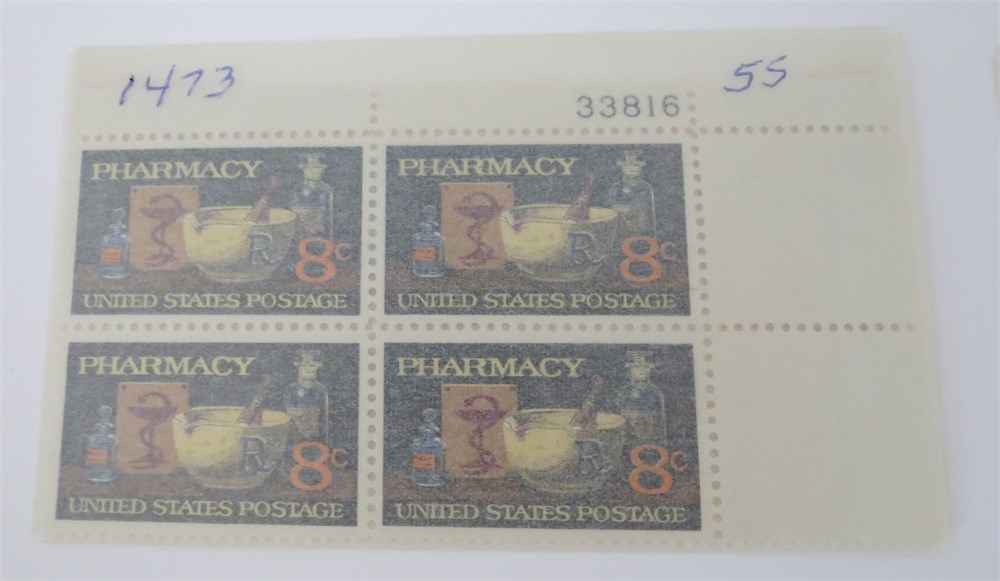 1473 55
33816
PHARMACY PHARMACY
R R
8c 8c
UNITED STATES POSTAGE UNITED STATES POSTAGE
PHARMACY PHARMACY
R R
8c 8c
UNITED STATES POSTAGE UNITED STATES POSTAGE